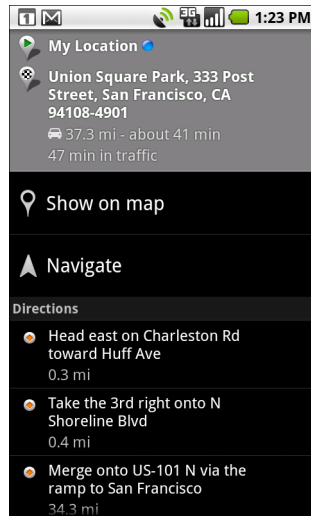 1 3G 1:23 PM
My Location
Union Square Park, 333 Post
Street, San Francisco, CA
94108-4901
37.3 mi - about 41 min
47 min in traffic
Show on map
Navigate
Directions
Head east on Charleston Rd
toward Huff Ave
0.3 mi
Take the 3rd right onto N
Shoreline Blvd
0.4 mi
Merge onto US-101 N via the
ramp to San Francisco
34.3 mi